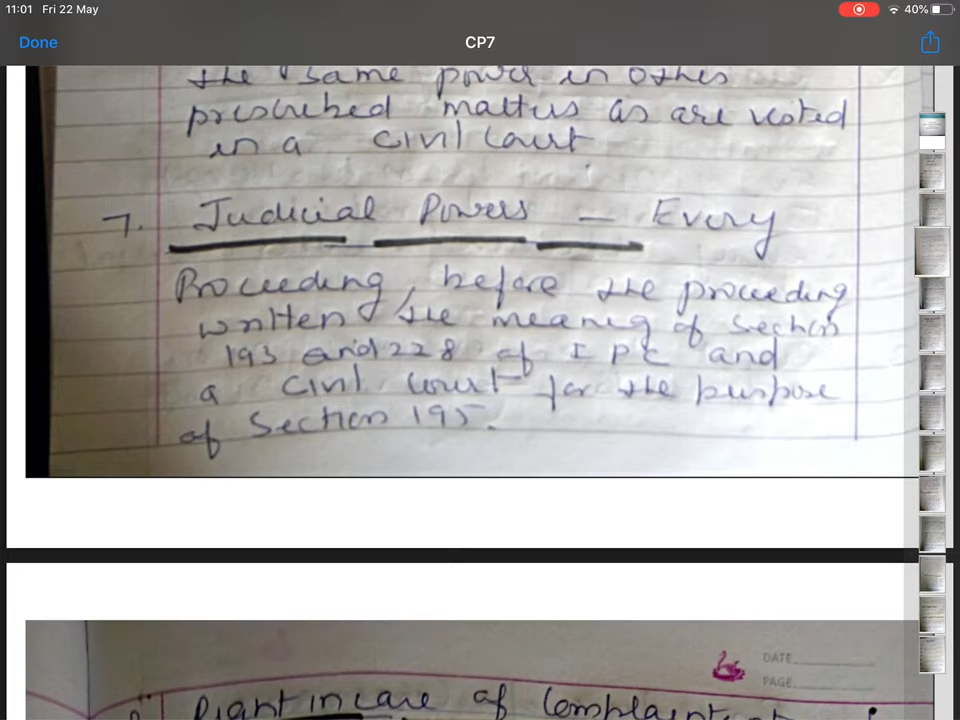 11:01 Fri 22 May
40%
Done
CP7
the same power in other
prescribed matters as are vested
in a civil court
7. Judicial Powers – Every
Proceeding, before the proceeding
written the meaning of Section
193 and 228 of IPC and
a civil court for the purpose
of Section 195.
DATE
PAGE
Right in case of Complaint